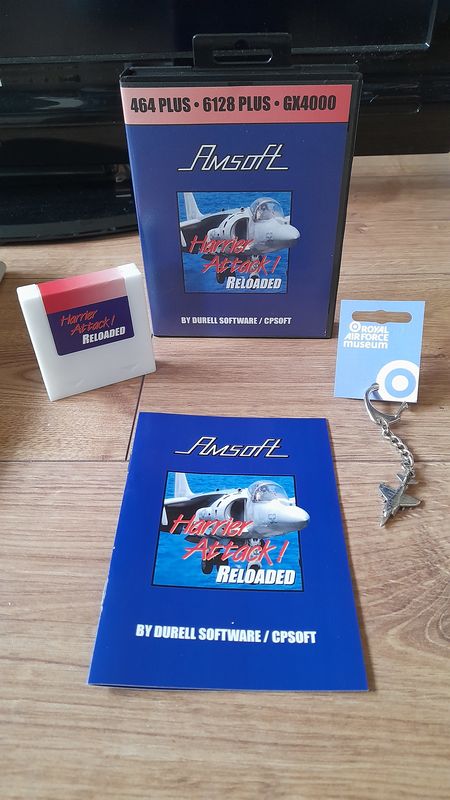 464 PLUS • 6128 PLUS • GX4000
AMSOFT
Harrier
Attack!
RELOADED
BY DURELL SOFTWARE / CPSOFT
Harrier
Attack!
RELOADED
ROYAL
AIR FORCE
museum
AMSOFT
Harrier
Attack!
RELOADED
BY DURELL SOFTWARE / CPSOFT